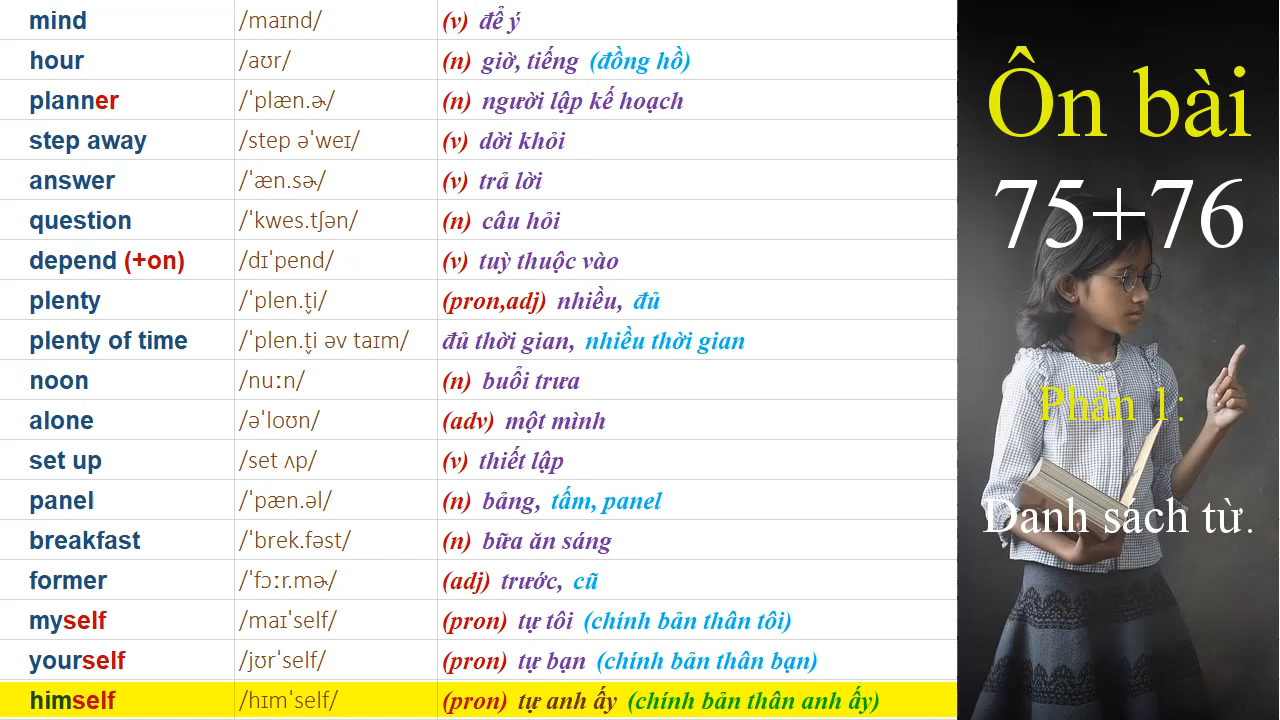 mind /maɪnd/ (v) để ý
hour /aʊr/ (n) giờ, tiếng (đồng hồ)
planner /ˈplæn.ɚ/ (n) người lập kế hoạch
step away /step əˈweɪ/ (v) dời khỏi
answer /ˈæn.sɚ/ (v) trả lời
question /ˈkwes.tʃən/ (n) câu hỏi
depend (+on) /dɪˈpend/ (v) tuỳ thuộc vào
plenty /ˈplen.t̬i/ (pron,adj) nhiều, đủ
plenty of time /ˈplen.t̬i əv taɪm/ đủ thời gian, nhiều thời gian
noon /nuːn/ (n) buổi trưa
alone /əˈloʊn/ (adv) một mình
set up /set ʌp/ (v) thiết lập
panel /ˈpæn.əl/ (n) bảng, tấm, panel
breakfast /ˈbrek.fəst/ (n) bữa ăn sáng
former /ˈfɔːr.mɚ/ (adj) trước, cũ
myself /maɪˈself/ (pron) tự tôi (chính bản thân tôi)
yourself /jʊrˈself/ (pron) tự bạn (chính bản thân bạn)
himself /hɪmˈself/ (pron) tự anh ấy (chính bản thân anh ấy)
Ôn bài
75+76
Phần 1:
Danh sách từ.